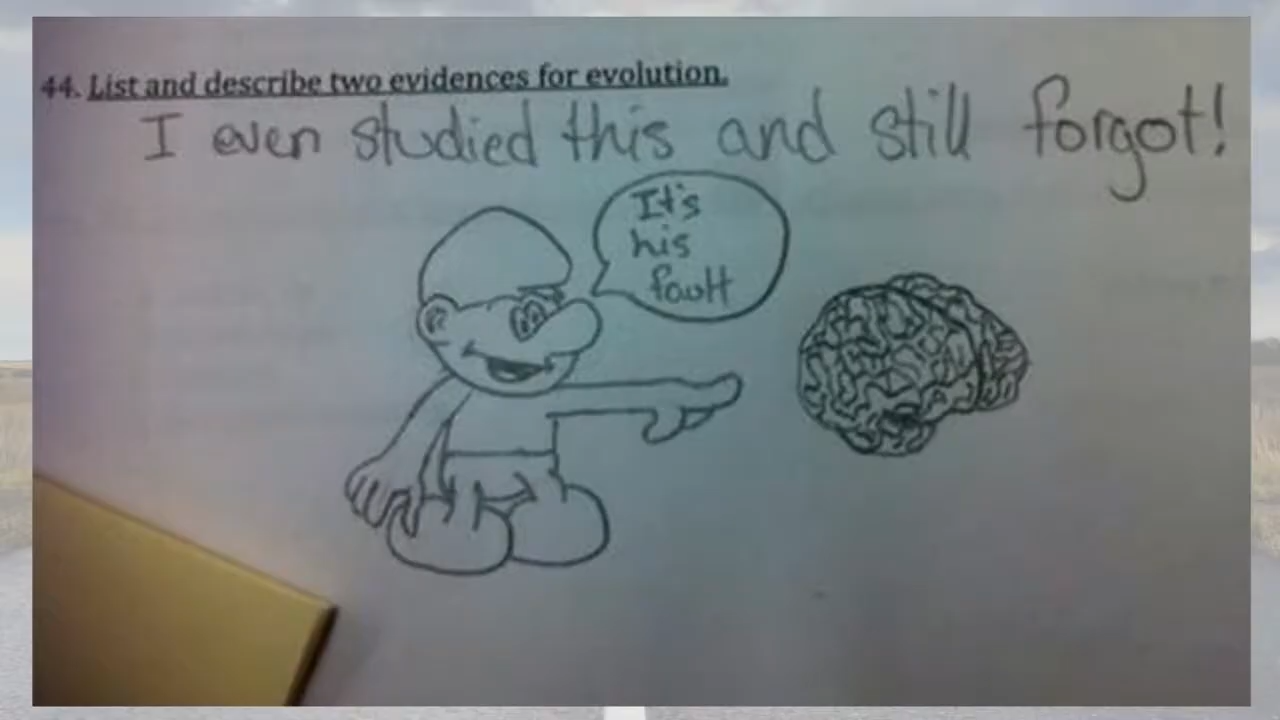 44. List and describe two evidences for evolution.
I even studied this and still forgot!
It's
his
fault